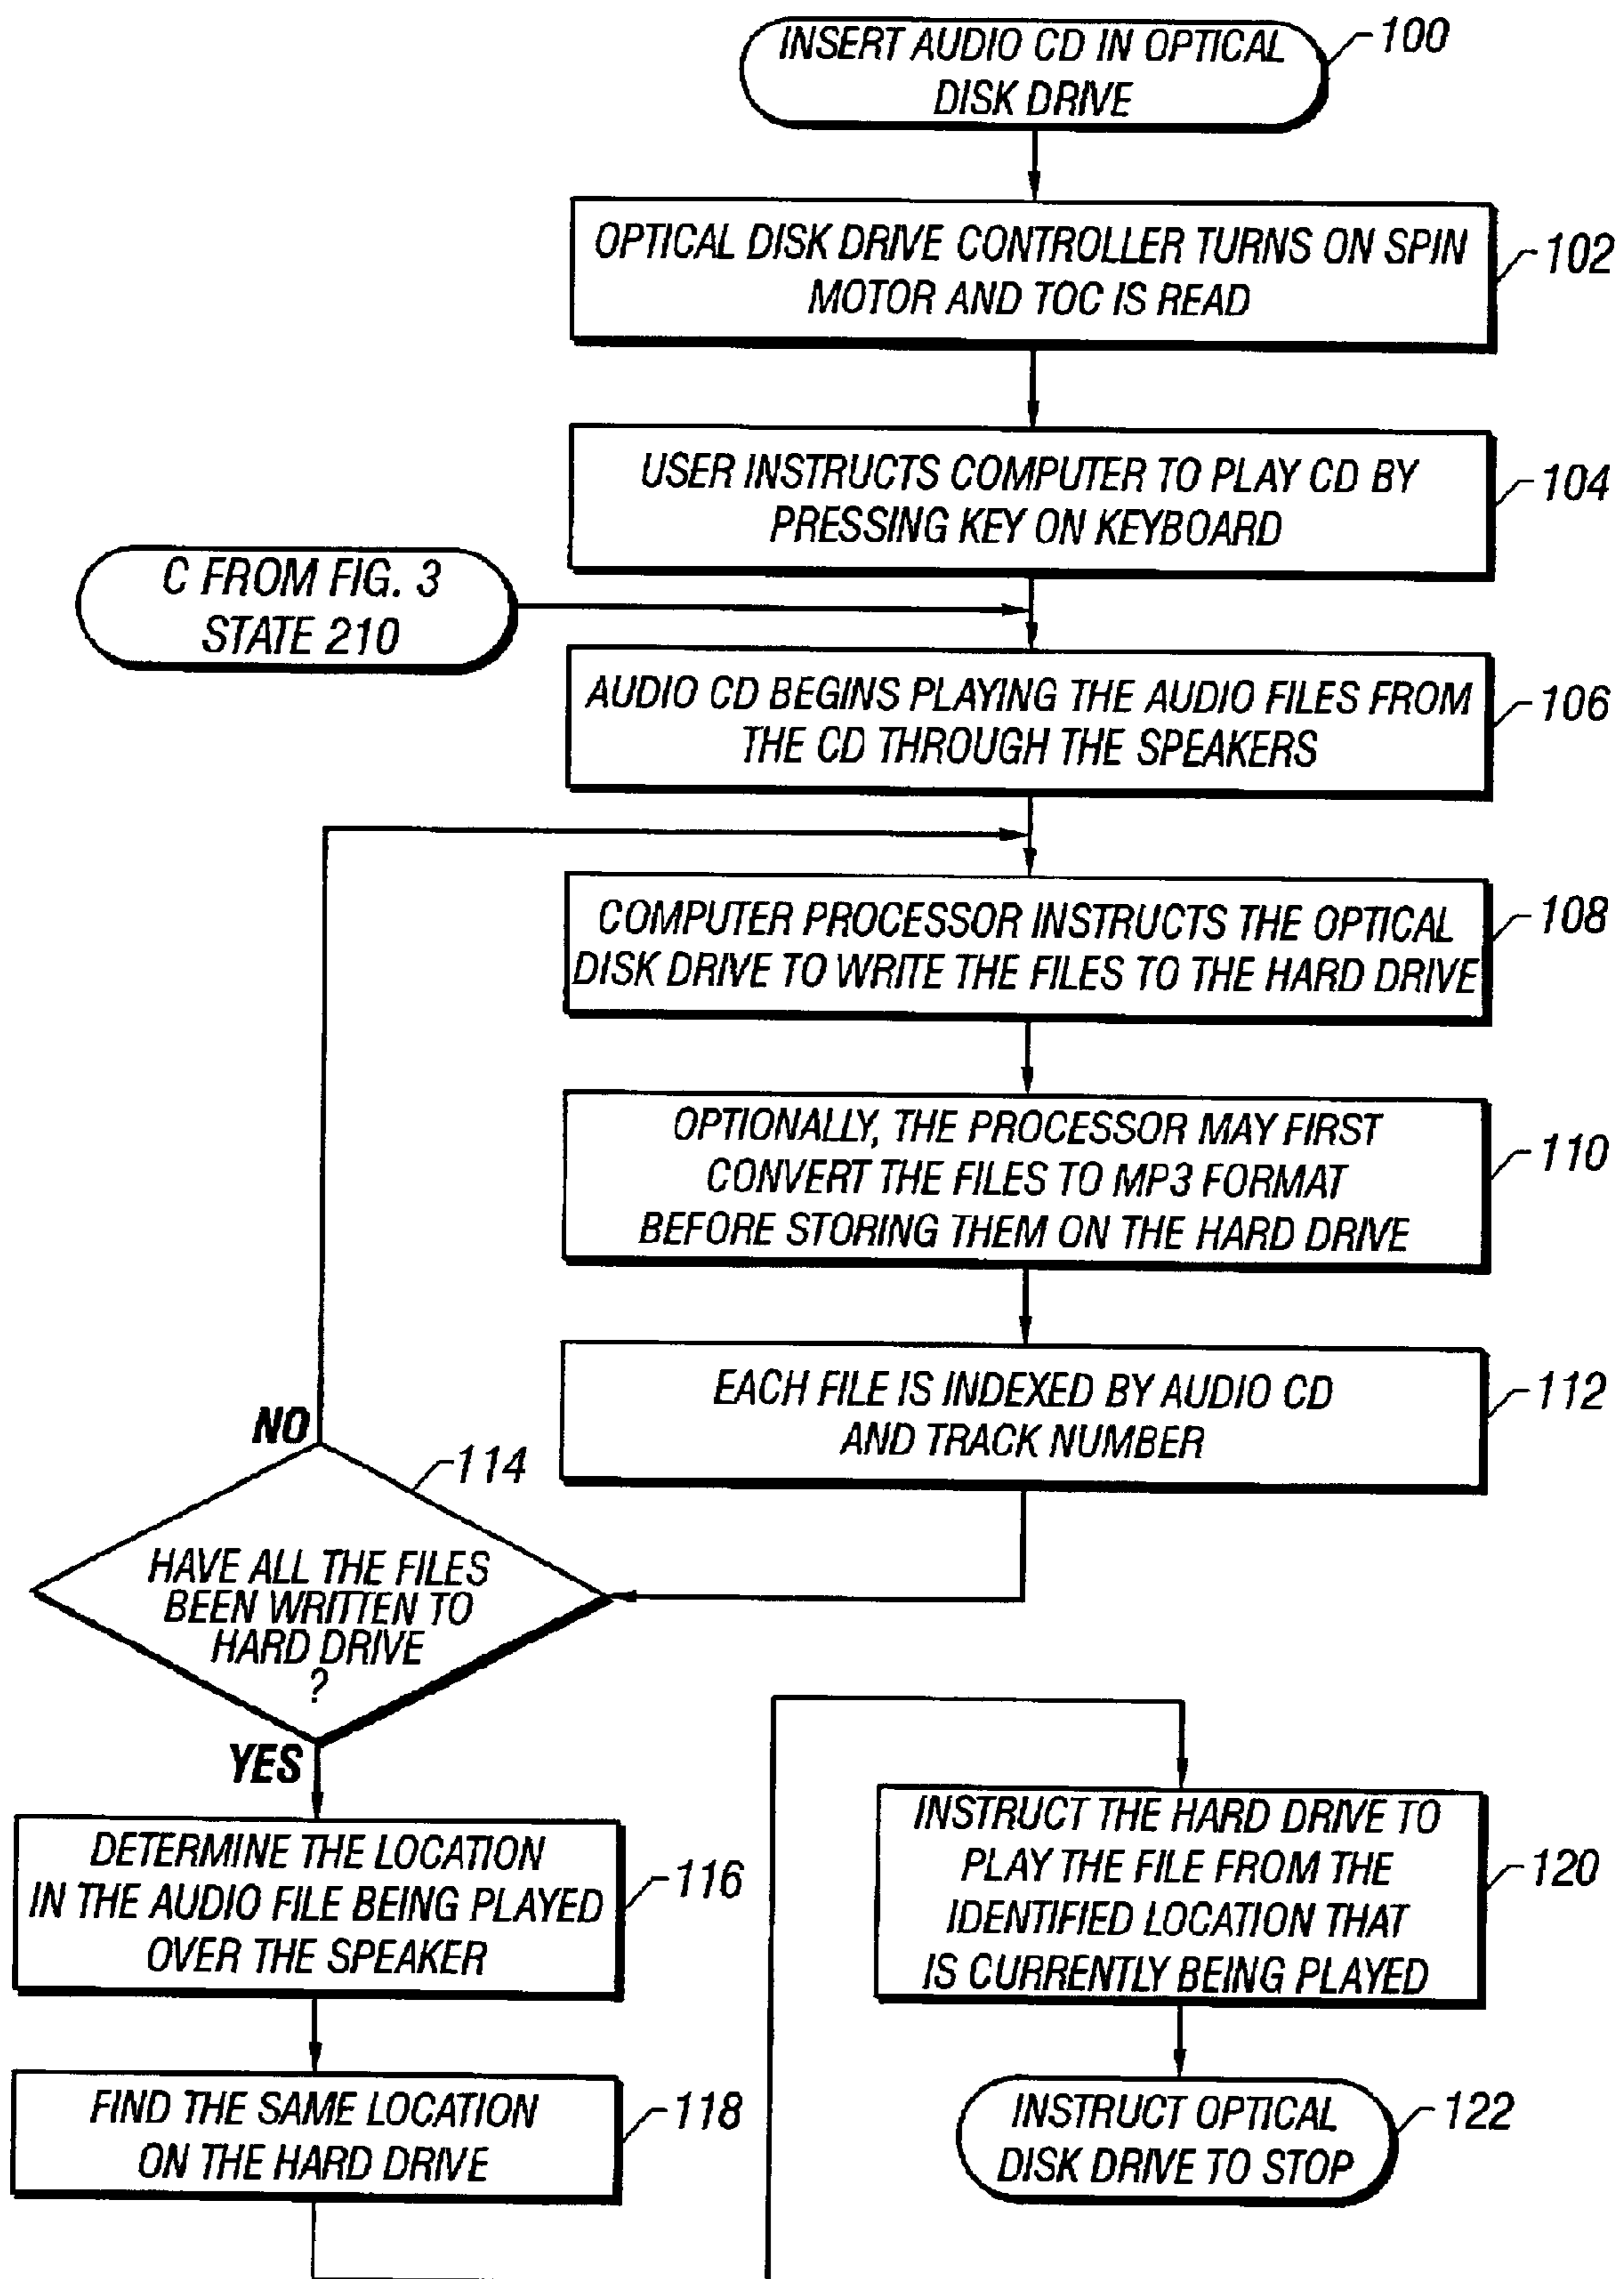 INSERT AUDIO CD IN OPTICAL
DISK DRIVE
100
OPTICAL DISK DRIVE CONTROLLER TURNS ON SPIN
MOTOR AND TOC IS READ
102
USER INSTRUCTS COMPUTER TO PLAY CD BY
PRESSING KEY ON KEYBOARD
104
C FROM FIG. 3
STATE 210
AUDIO CD BEGINS PLAYING THE AUDIO FILES FROM
THE CD THROUGH THE SPEAKERS
106
COMPUTER PROCESSOR INSTRUCTS THE OPTICAL
DISK DRIVE TO WRITE THE FILES TO THE HARD DRIVE
108
OPTIONALLY, THE PROCESSOR MAY FIRST
CONVERT THE FILES TO MP3 FORMAT
BEFORE STORING THEM ON THE HARD DRIVE
110
EACH FILE IS INDEXED BY AUDIO CD
AND TRACK NUMBER
112
NO
114
HAVE ALL THE FILES
BEEN WRITTEN TO
HARD DRIVE
?
YES
DETERMINE THE LOCATION
IN THE AUDIO FILE BEING PLAYED
OVER THE SPEAKER
116
FIND THE SAME LOCATION
ON THE HARD DRIVE
118
INSTRUCT THE HARD DRIVE TO
PLAY THE FILE FROM THE
IDENTIFIED LOCATION THAT
IS CURRENTLY BEING PLAYED
120
INSTRUCT OPTICAL
DISK DRIVE TO STOP
122